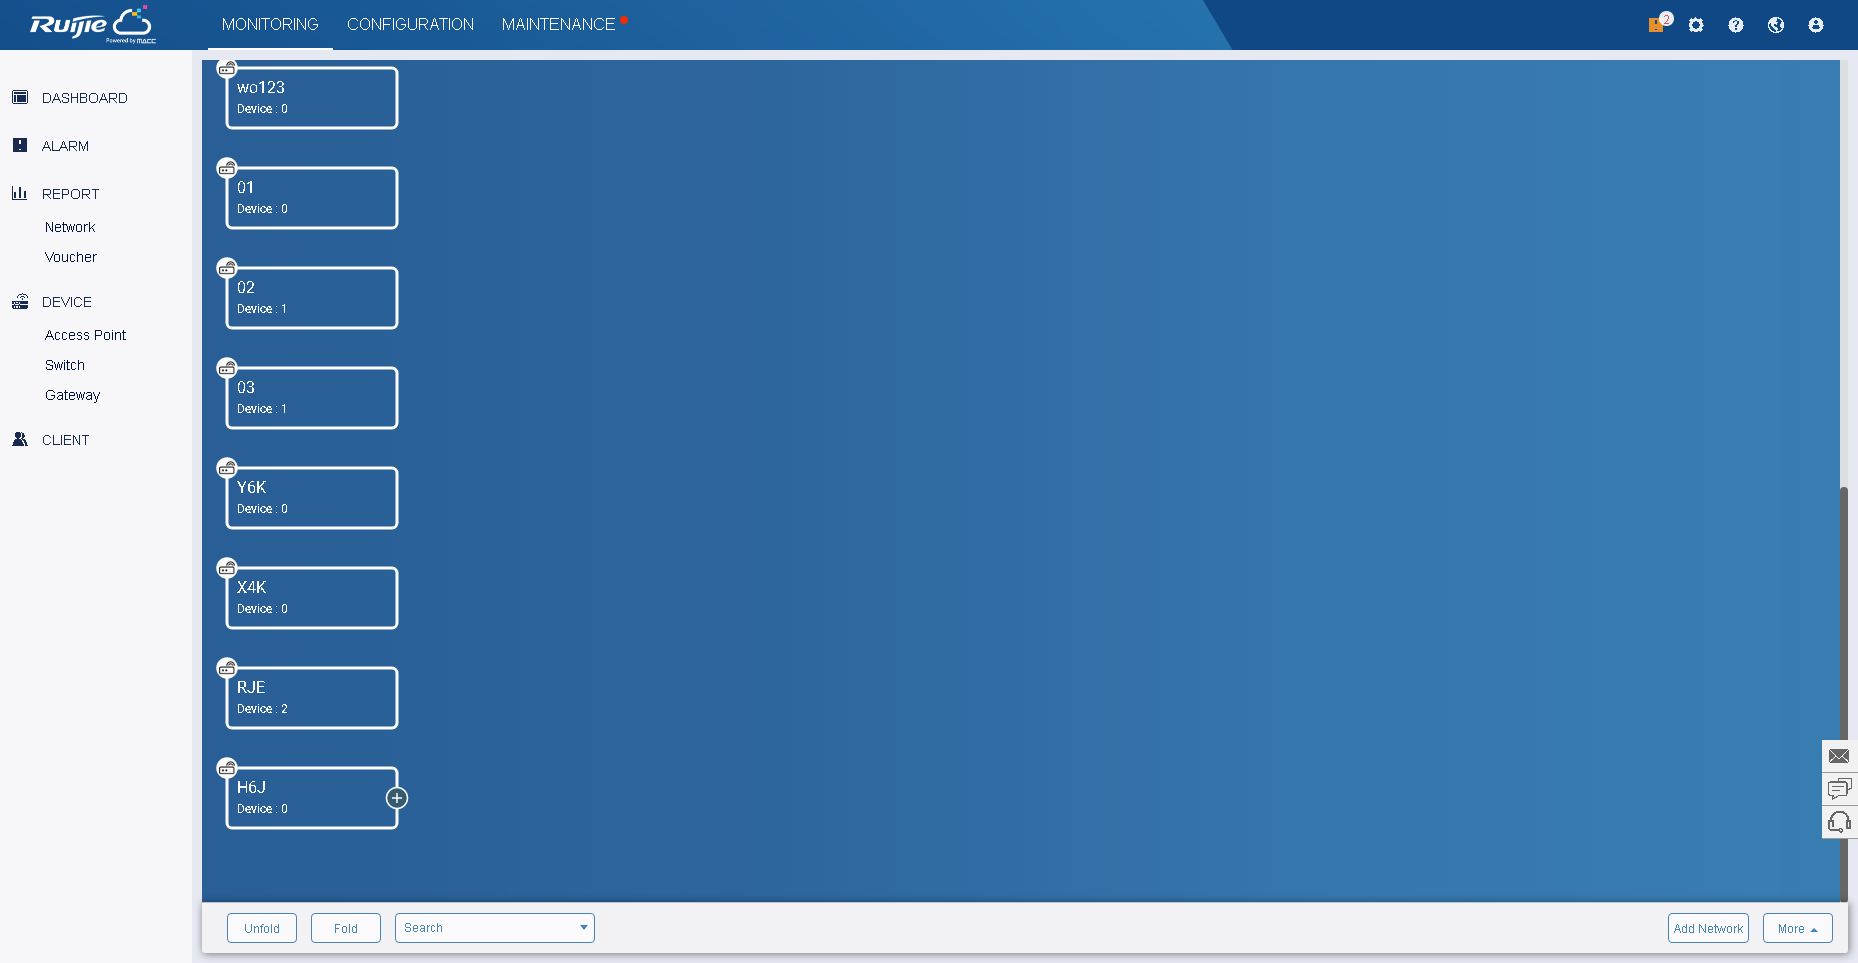 Ruijie
Powered by MACC
MONITORING
CONFIGURATION
MAINTENANCE
2
DASHBOARD
ALARM
REPORT
Network
Voucher
DEVICE
Access Point
Switch
Gateway
CLIENT
wo123
Device : 0
01
Device : 0
02
Device : 1
03
Device : 1
Y6K
Device : 0
X4K
Device : 0
RJE
Device : 2
H6J
Device : 0
Unfold
Fold
Search
Add Network
More